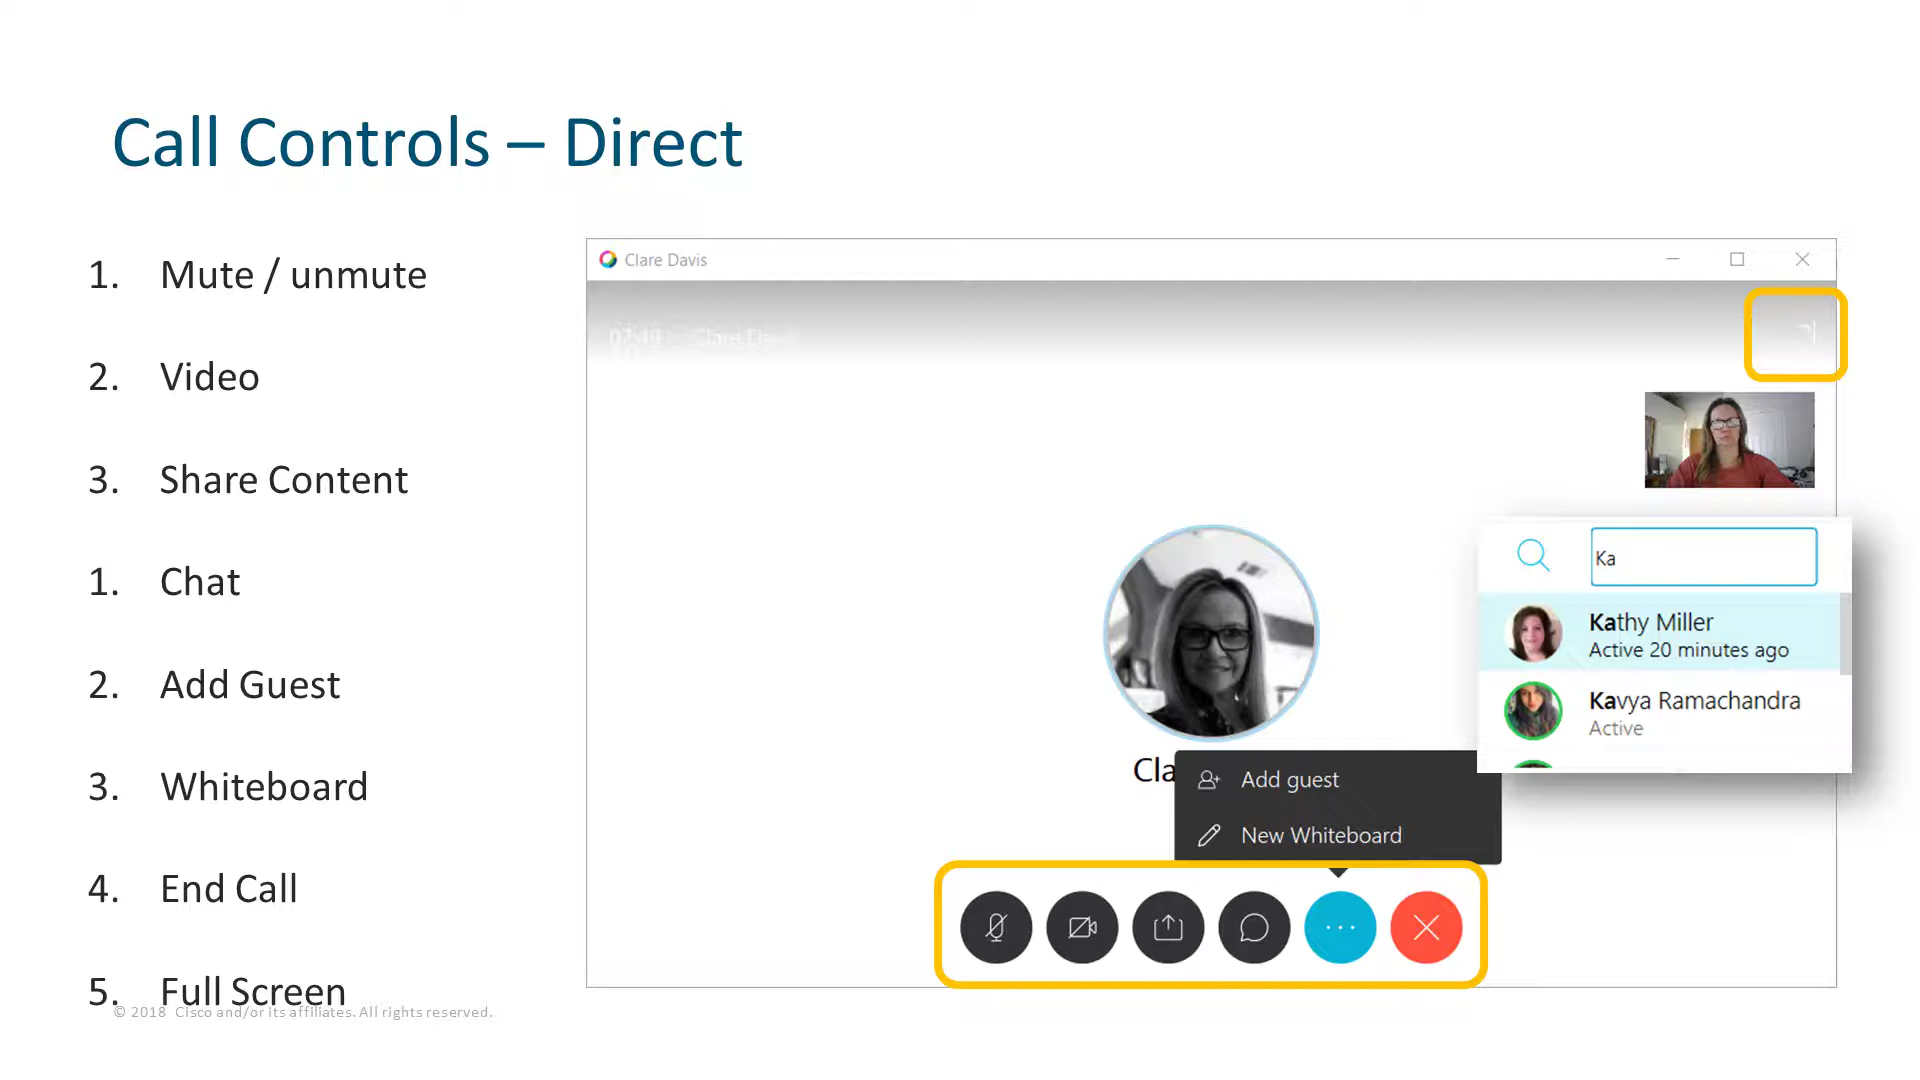 Call Controls – Direct
1. Mute / unmute
2. Video
3. Share Content
1. Chat
2. Add Guest
3. Whiteboard
4. End Call
5. Full Screen
© 2018 Cisco and/or its affiliates. All rights reserved.
Clare Davis
Ka
Kathy Miller
Active 20 minutes ago
Kavya Ramachandra
Active
Cla
Add guest
New Whiteboard